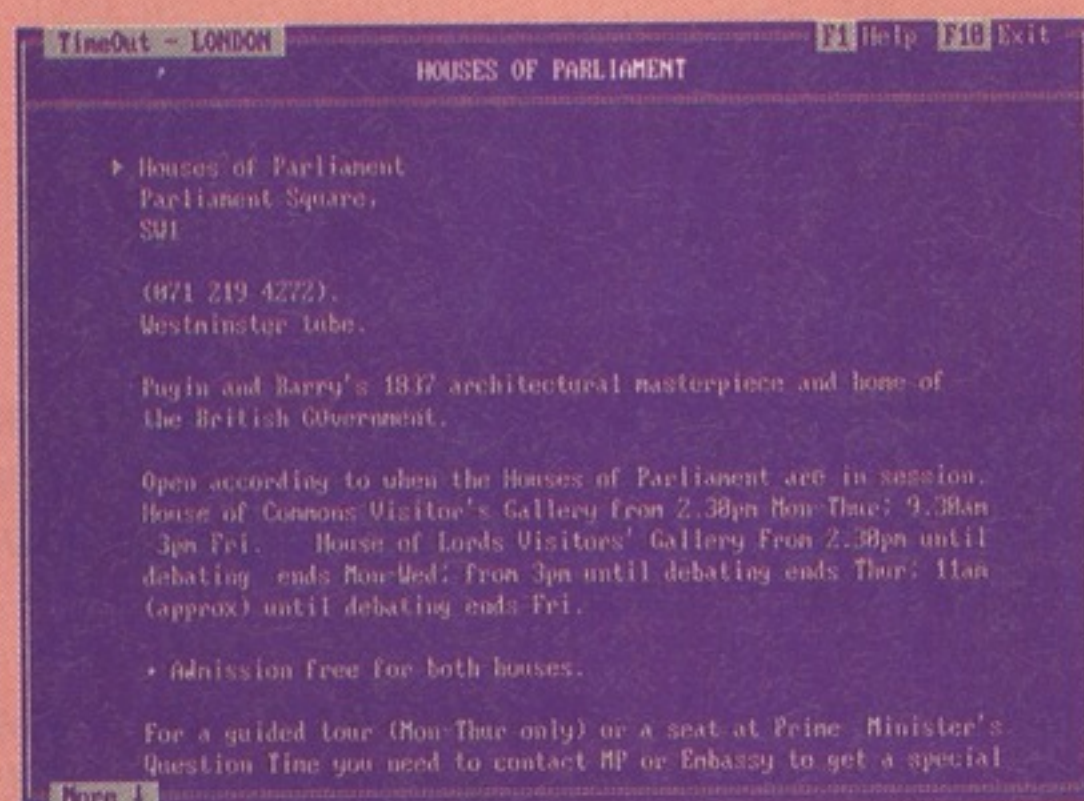 TimeOut - LONDON F1 Help F10 Exit
HOUSES OF PARLIAMENT
Houses of Parliament
Parliament Square,
SW1
(071 219 4272).
Westminster tube.
Pugin and Barry's 1837 architectural masterpiece and home of
the British GOvernment.
Open according to when the Houses of Parliament are in session.
House of Commons Visitor's Gallery from 2.30pm Mon-Thur; 9.30am
3pm Fri. House of Lords Visitors' Gallery From 2.30pm until
debating ends Mon-Wed; from 3pm until debating ends Thur; 11am
(approx) until debating ends Fri.
• Admission free for both houses.
For a guided tour (Mon-Thur only) or a seat at Prime Minister's
Question Time you need to contact MP or Embassy to get a special
More ↓